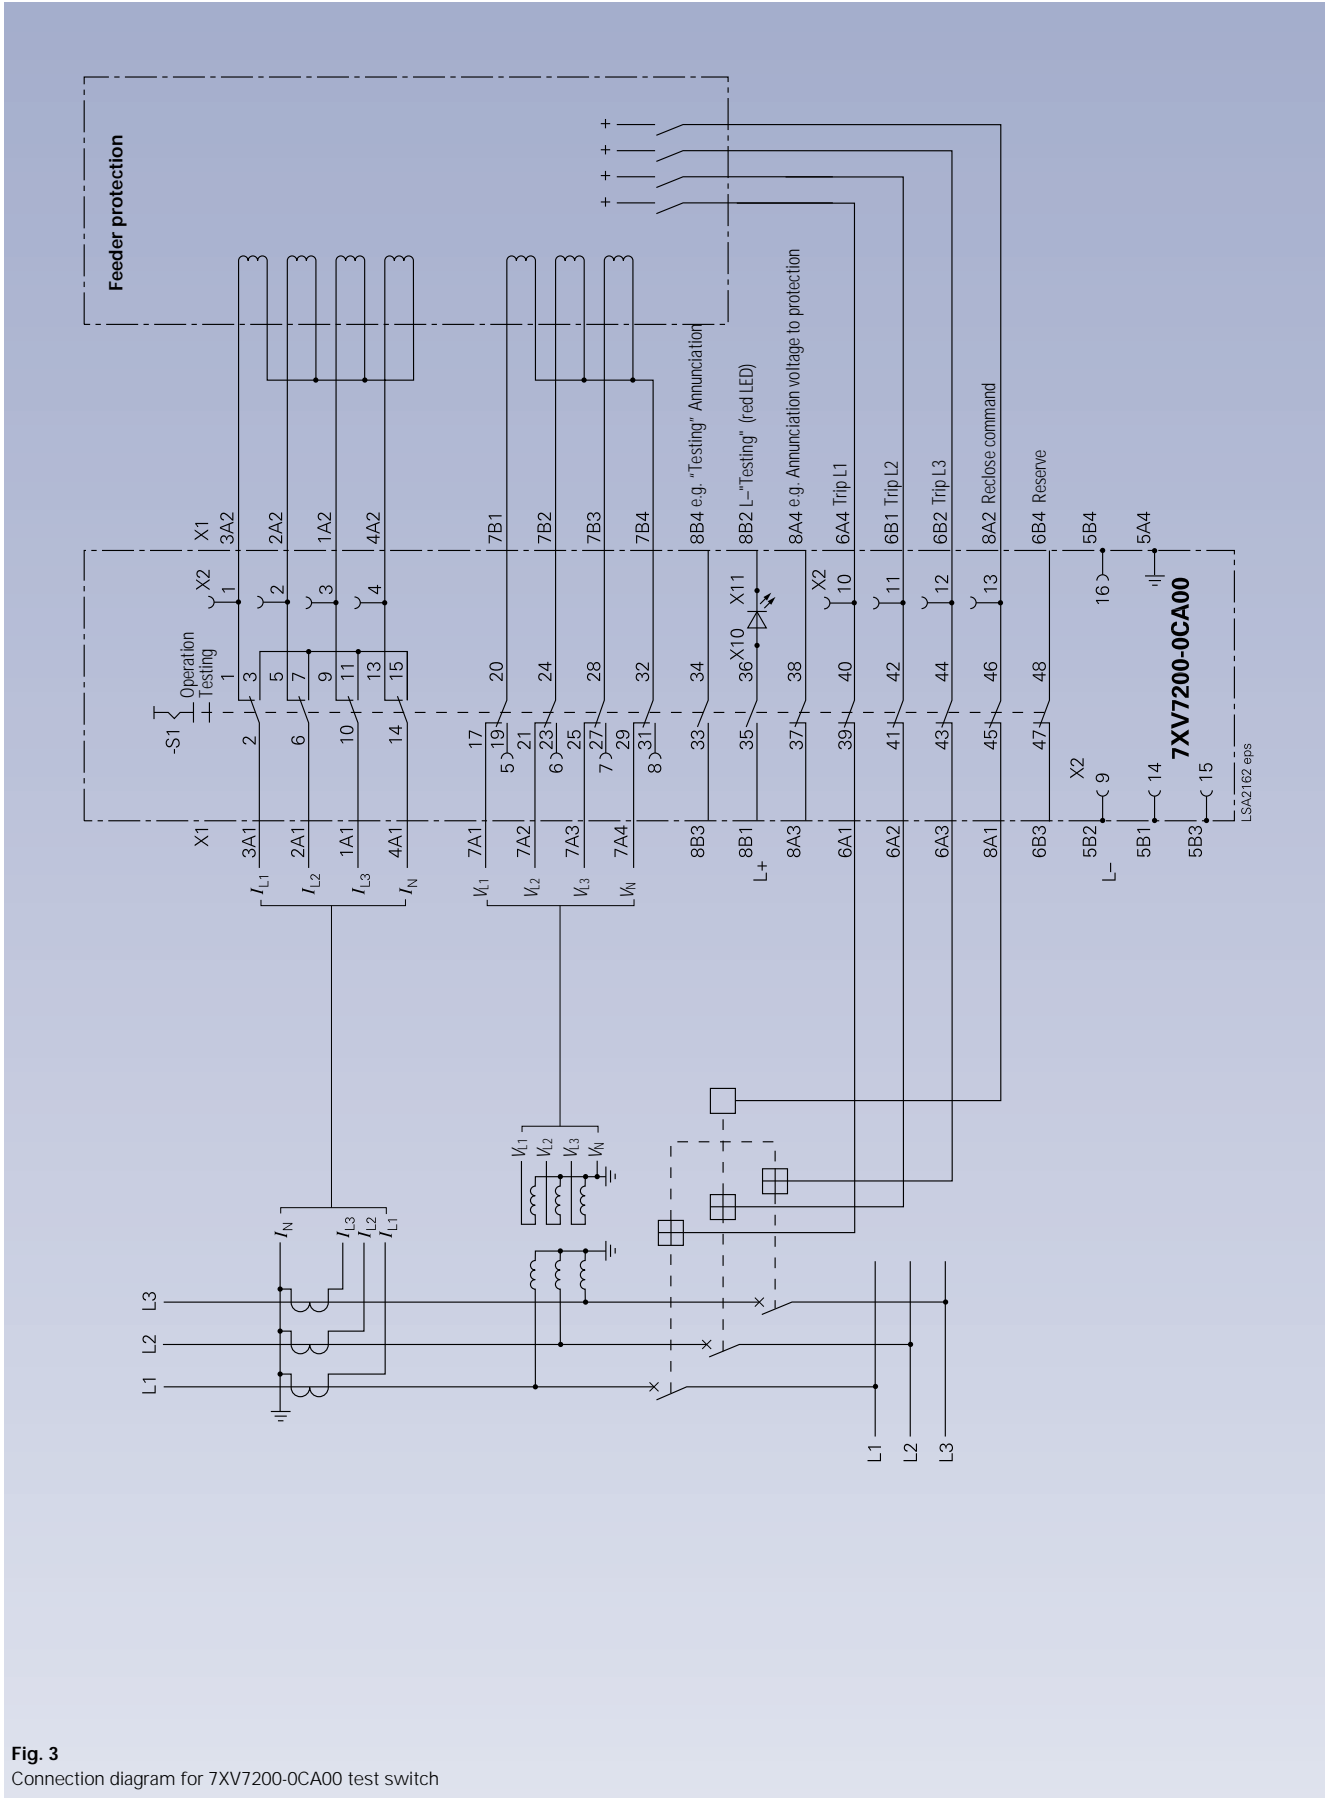 Feeder protection
+
+
+
+
X1
3A2
2A2
1A2
4A2
7B1
7B2
7B3
7B4
8B4 e.g. "Testing" Annunciation
8B2 L–"Testing" (red LED)
8A4 e.g. Annunciation voltage to protection
6A4 Trip L1
6B1 Trip L2
6B2 Trip L3
8A2 Reclose command
6B4 Reserve
5B4
5A4
X2
1
2
3
4
X11
X10
X2
10
11
12
13
16
-S1
Operation
Testing
1
3
5
7
9
11
13
15
20
24
28
32
34
36
38
40
42
44
46
48
2
6
10
14
17
19
5
21
23
6
25
27
7
29
31
8
33
35
37
39
41
43
45
47
X2
9
14
15
7XV7200-0CA00
LSA2162 eps
X1
3A1
2A1
1A1
4A1
7A1
7A2
7A3
7A4
8B3
8B1
8A3
6A1
6A2
6A3
8A1
6B3
5B2
5B1
5B3
IL1
IL2
IL3
IN
VL1
VL2
VL3
VN
L+
L–
VL1
VL2
VL3
VN
IN
IL3
IL2
IL1
L3
L2
L1
L1
L2
L3
Fig. 3
Connection diagram for 7XV7200-0CA00 test switch